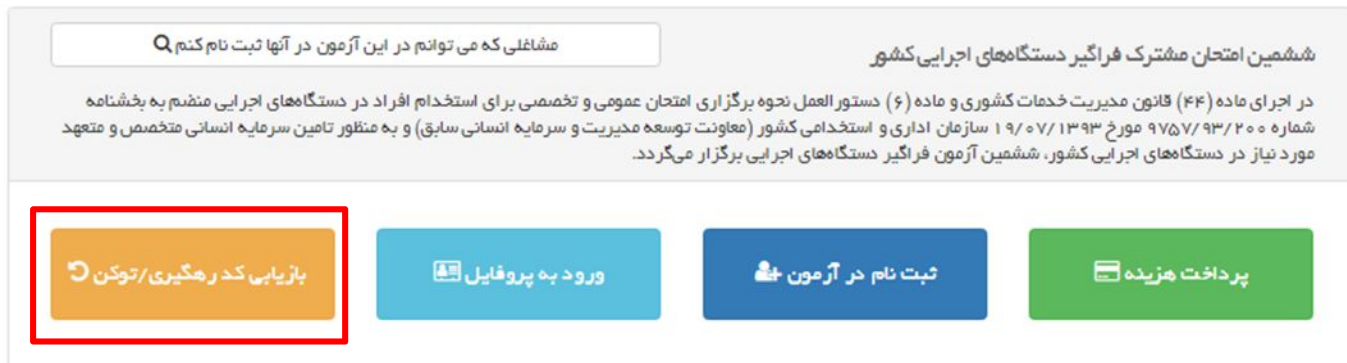 ششمین امتحان مشترک فراگیر دستگاه‌های اجرایی کشور
مشاغلی که می توانم در این آزمون در آنها ثبت نام کنم
در اجرای ماده (۴۴) قانون مدیریت خدمات کشوری و ماده (۶) دستورالعمل نحوه برگزاری امتحان عمومی و تخصصی برای استخدام افراد در دستگاه‌های اجرایی منضم به بخشنامه
شماره ۹۷۵۷/۹۳/۲۰۰ مورخ ۱۹/۰۷/۱۳۹۳ سازمان اداری و استخدامی کشور (معاونت توسعه مدیریت و سرمایه انسانی سابق) و به منظور تامین سرمایه انسانی متخصص و متعهد
مورد نیاز در دستگاه‌های اجرایی کشور، ششمین آزمون فراگیر دستگاه‌های اجرایی برگزار می‌گردد.
پرداخت هزینه
ثبت نام در آزمون
ورود به پروفایل
بازیابی کد رهگیری/توکن